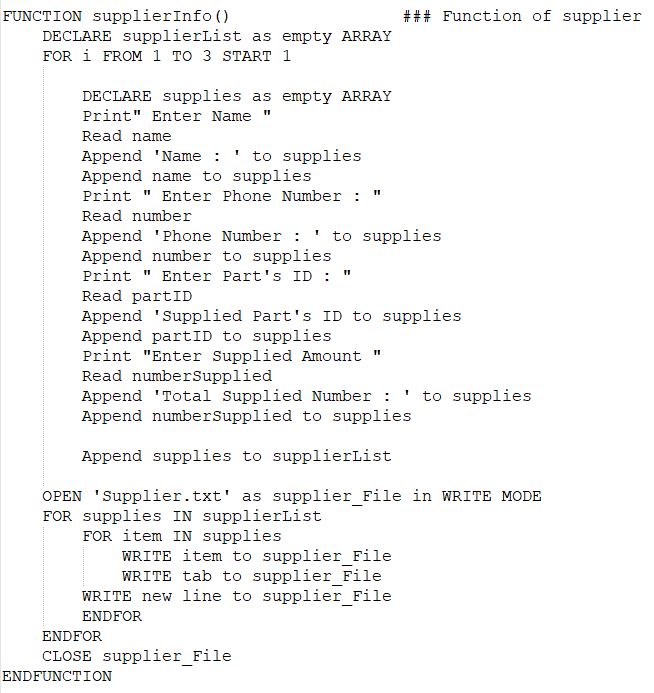 FUNCTION supplierInfo() ### Function of supplier
DECLARE supplierList as empty ARRAY
FOR i FROM 1 TO 3 START 1
DECLARE supplies as empty ARRAY
Print" Enter Name "
Read name
Append 'Name : ' to supplies
Append name to supplies
Print " Enter Phone Number : "
Read number
Append 'Phone Number : ' to supplies
Append number to supplies
Print " Enter Part's ID : "
Read partID
Append 'Supplied Part's ID to supplies
Append partID to supplies
Print "Enter Supplied Amount "
Read numberSupplied
Append 'Total Supplied Number : ' to supplies
Append numberSupplied to supplies
Append supplies to supplierList
OPEN 'Supplier.txt' as supplier_File in WRITE MODE
FOR supplies IN supplierList
FOR item IN supplies
WRITE item to supplier_File
WRITE tab to supplier_File
WRITE new line to supplier_File
ENDFOR
ENDFOR
CLOSE supplier_File
ENDFUNCTION